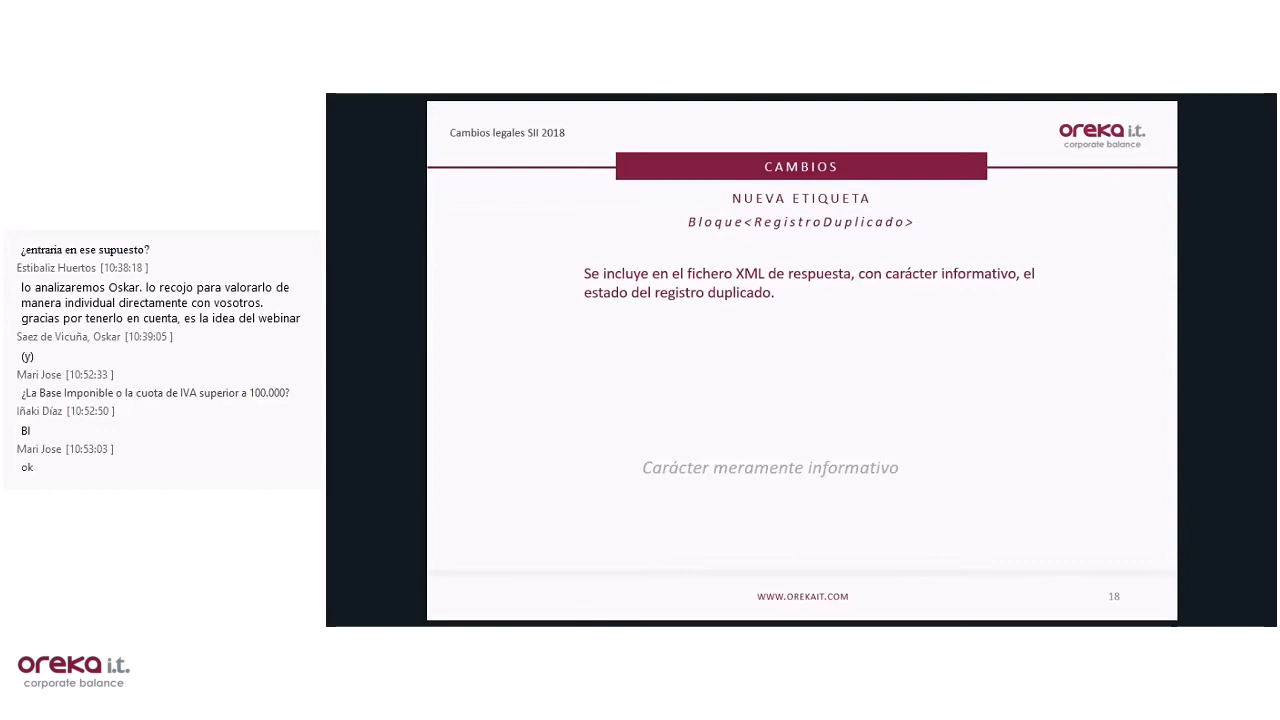 ¿entraria en ese supuesto?
Estibaliz Huertos [10:38:18 ]
lo analizaremos Oskar. lo recojo para valorarlo de
manera individual directamente con vosotros.
gracias por tenerlo en cuenta, es la idea del webinar
Saez de Vicuña, Oskar [10:39:05 ]
(y)
Mari Jose [10:52:33 ]
¿La Base Imponible o la cuota de IVA superior a 100.000?
Iñaki Díaz [10:52:50 ]
BI
Mari Jose [10:53:03 ]
ok
Cambios legales SII 2018
oreka i.t.
corporate balance
CAMBIOS
NUEVA ETIQUETA
Bloque<RegistroDuplicado>
Se incluye en el fichero XML de respuesta, con carácter informativo, el
estado del registro duplicado.
Carácter meramente informativo
WWW.OREKAIT.COM
18
oreka i.t.
corporate balance